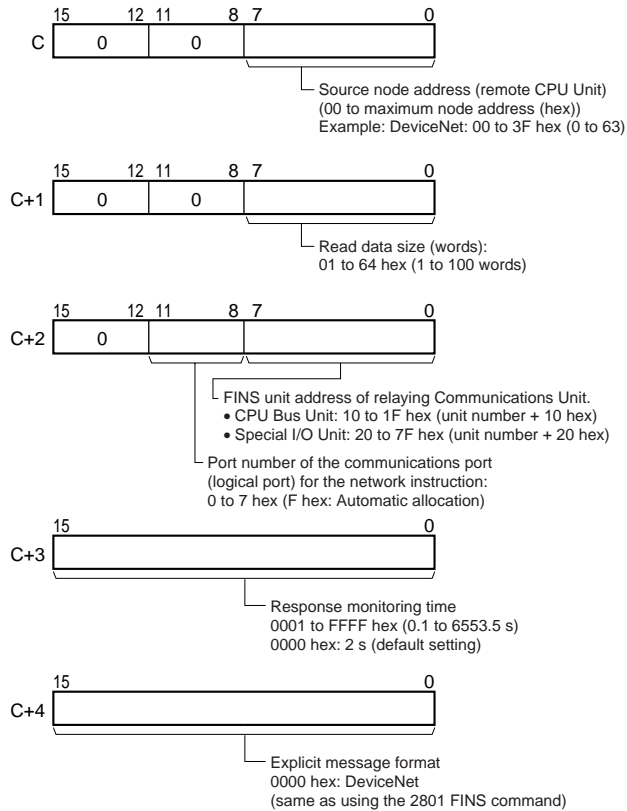 15 12 11 8 7 0
C 0 0
Source node address (remote CPU Unit)
(00 to maximum node address (hex))
Example: DeviceNet: 00 to 3F hex (0 to 63)
15 12 11 8 7 0
C+1 0 0
Read data size (words):
01 to 64 hex (1 to 100 words)
15 12 11 8 7 0
C+2 0
FINS unit address of relaying Communications Unit.
• CPU Bus Unit: 10 to 1F hex (unit number + 10 hex)
• Special I/O Unit: 20 to 7F hex (unit number + 20 hex)
Port number of the communications port
(logical port) for the network instruction:
0 to 7 hex (F hex: Automatic allocation)
15 0
C+3
Response monitoring time
0001 to FFFF hex (0.1 to 6553.5 s)
0000 hex: 2 s (default setting)
15 0
C+4
Explicit message format
0000 hex: DeviceNet
(same as using the 2801 FINS command)